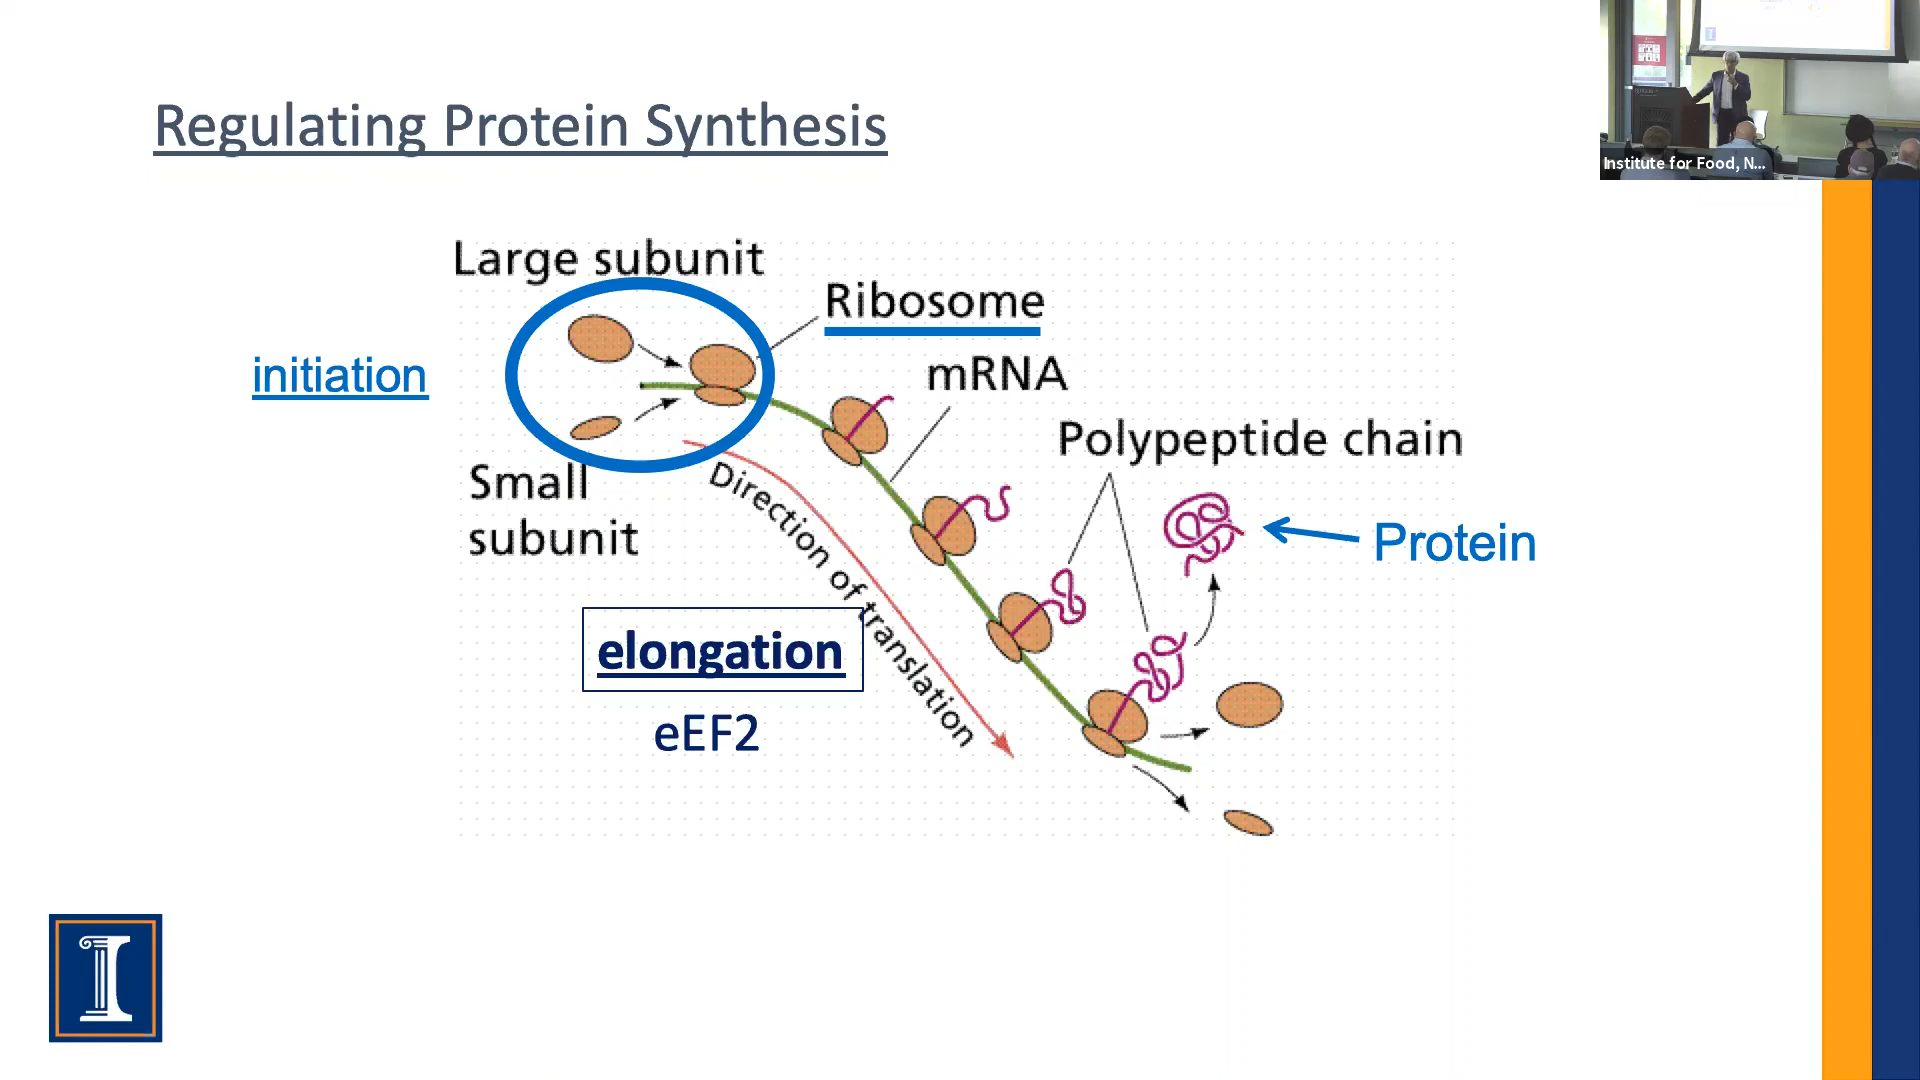 Regulating Protein Synthesis
Institute for Food, N...
Large subunit
Ribosome
initiation
mRNA
Polypeptide chain
Small
subunit
Direction of translation
Protein
elongation
eEF2
I